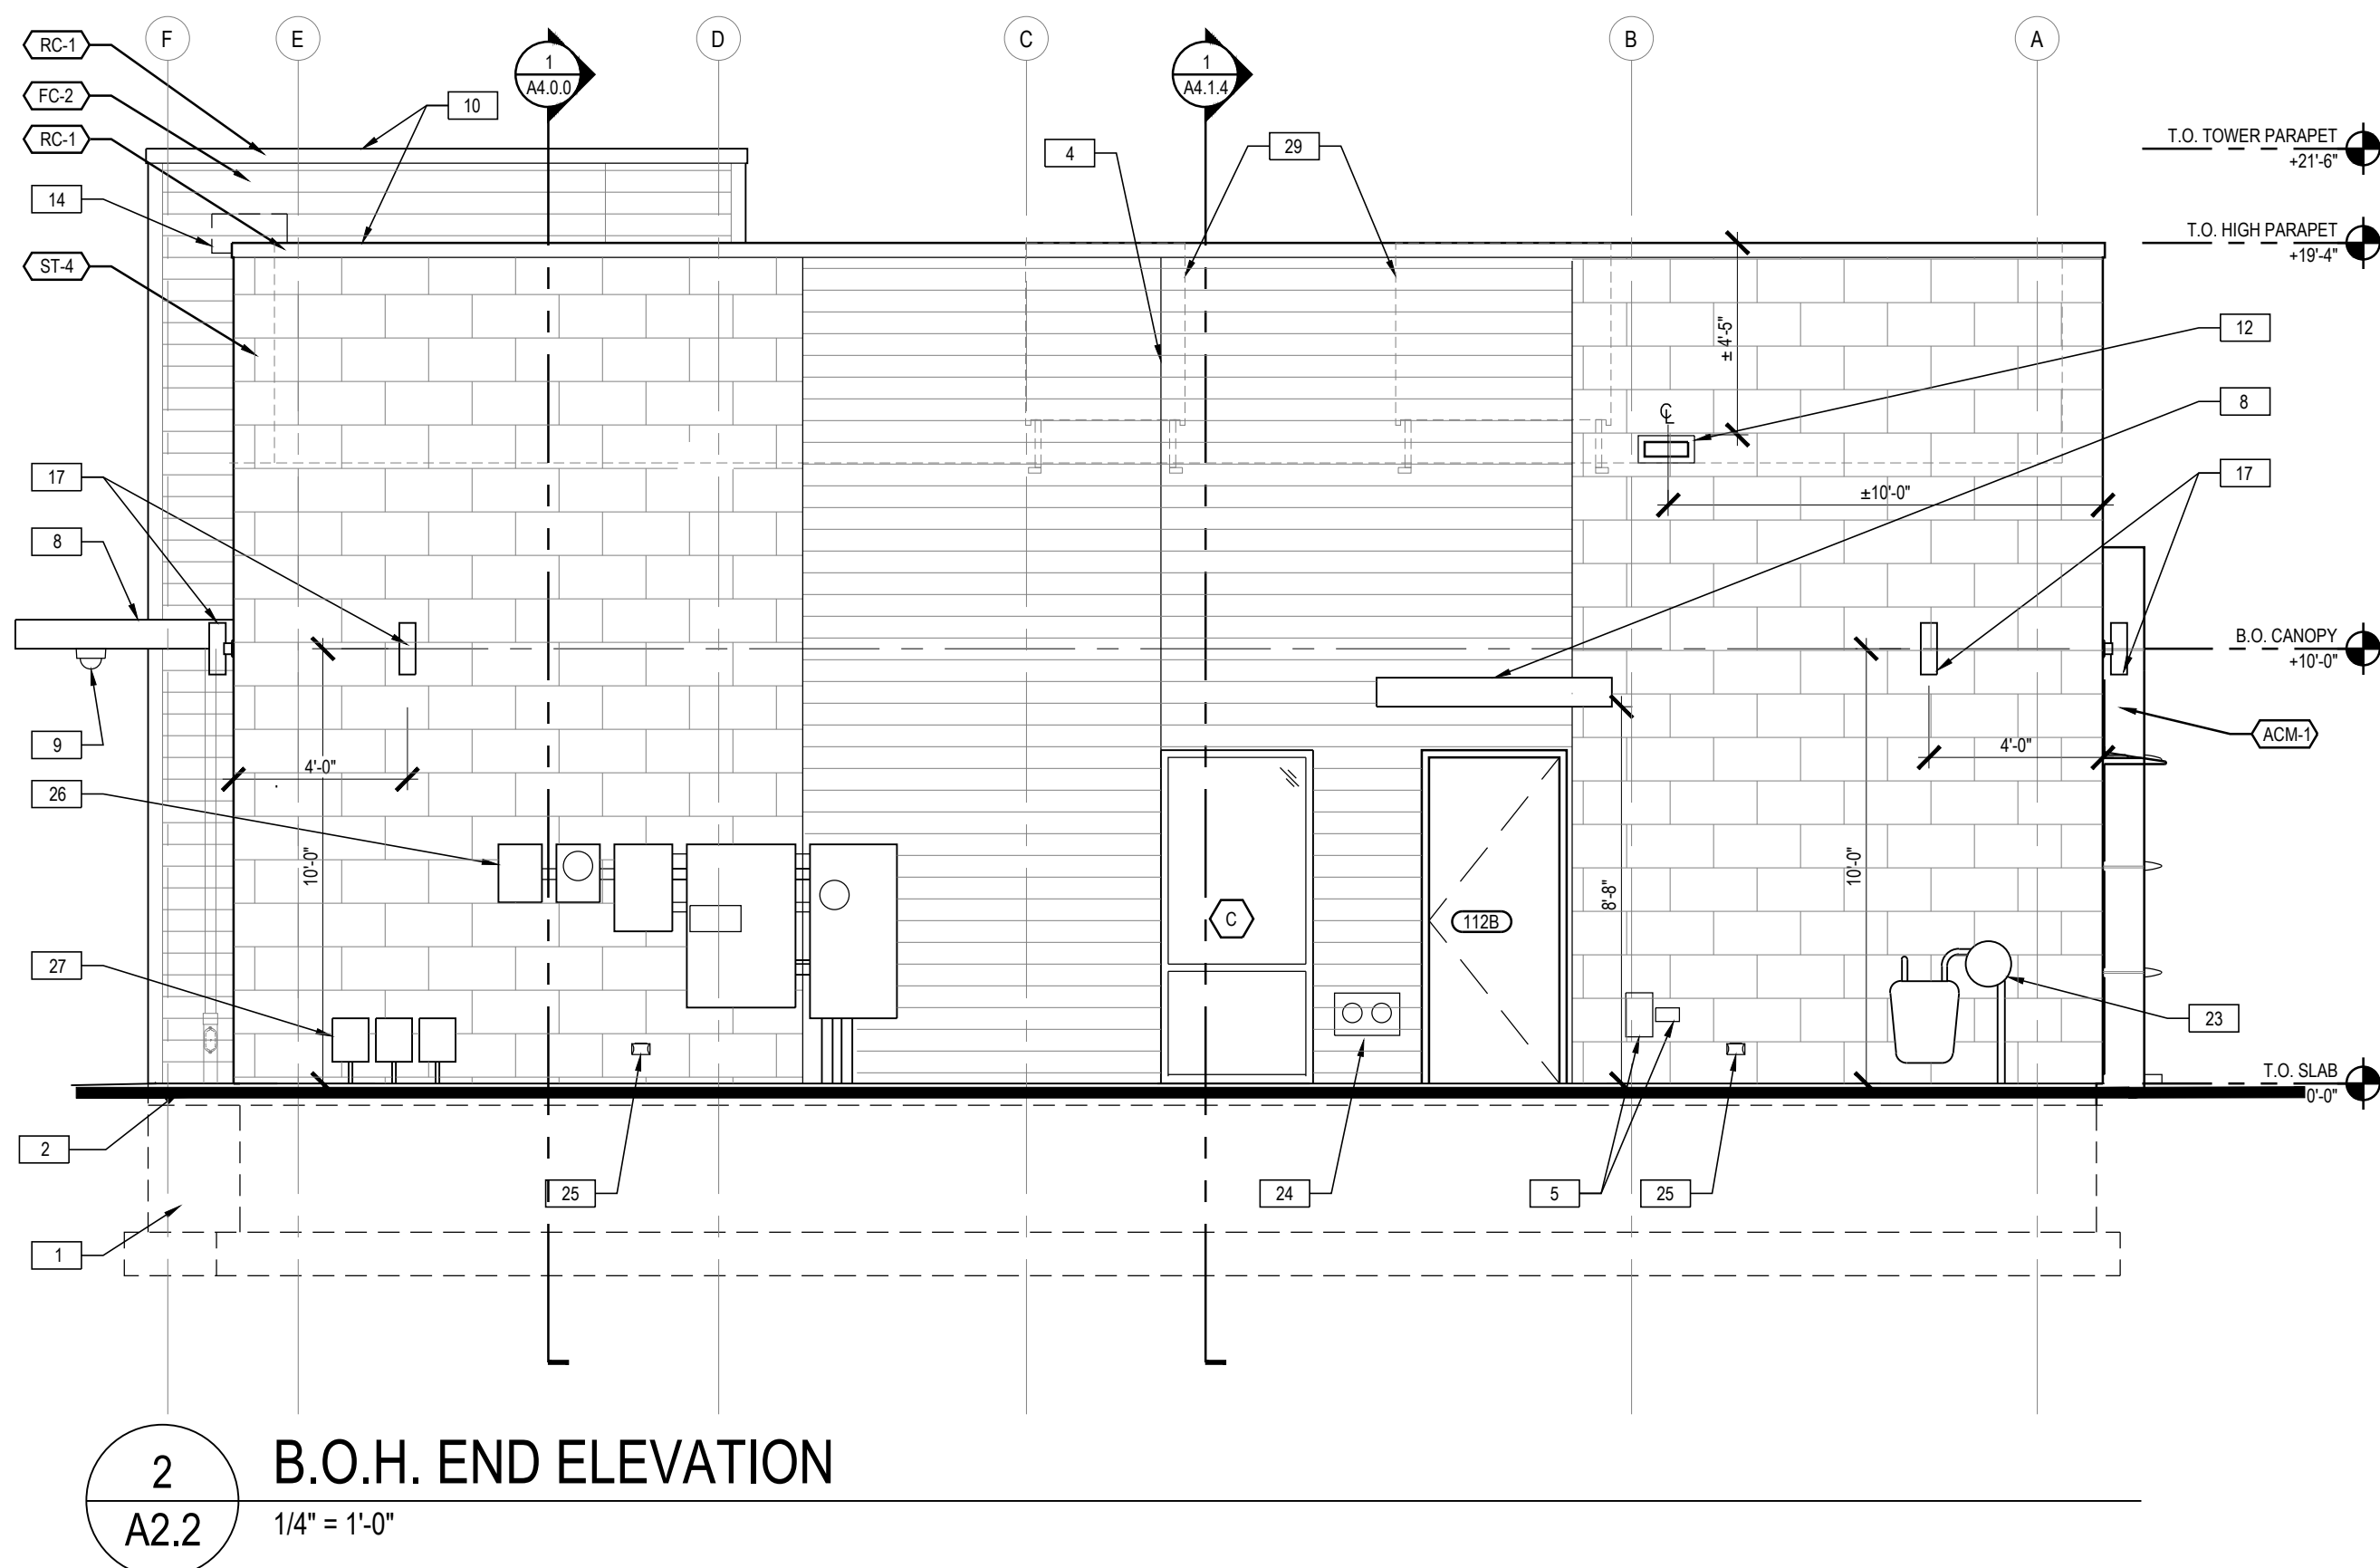 F
E
D
C
B
A
RC-1
FC-2
RC-1
14
ST-4
10
1
A4.0.0
1
A4.1.4
4
29
T.O. TOWER PARAPET
+21'-6"
T.O. HIGH PARAPET
+19'-4"
± 4'-5"
12
8
17
℄
±10'-0"
17
8
9
26
27
4'-0"
10'-0"
B.O. CANOPY
+10'-0"
ACM-1
4'-0"
10'-0"
8'-8"
C
112B
23
T.O. SLAB
0'-0"
2
1
25
24
5
25
2
A2.2
B.O.H. END ELEVATION
1/4" = 1'-0"